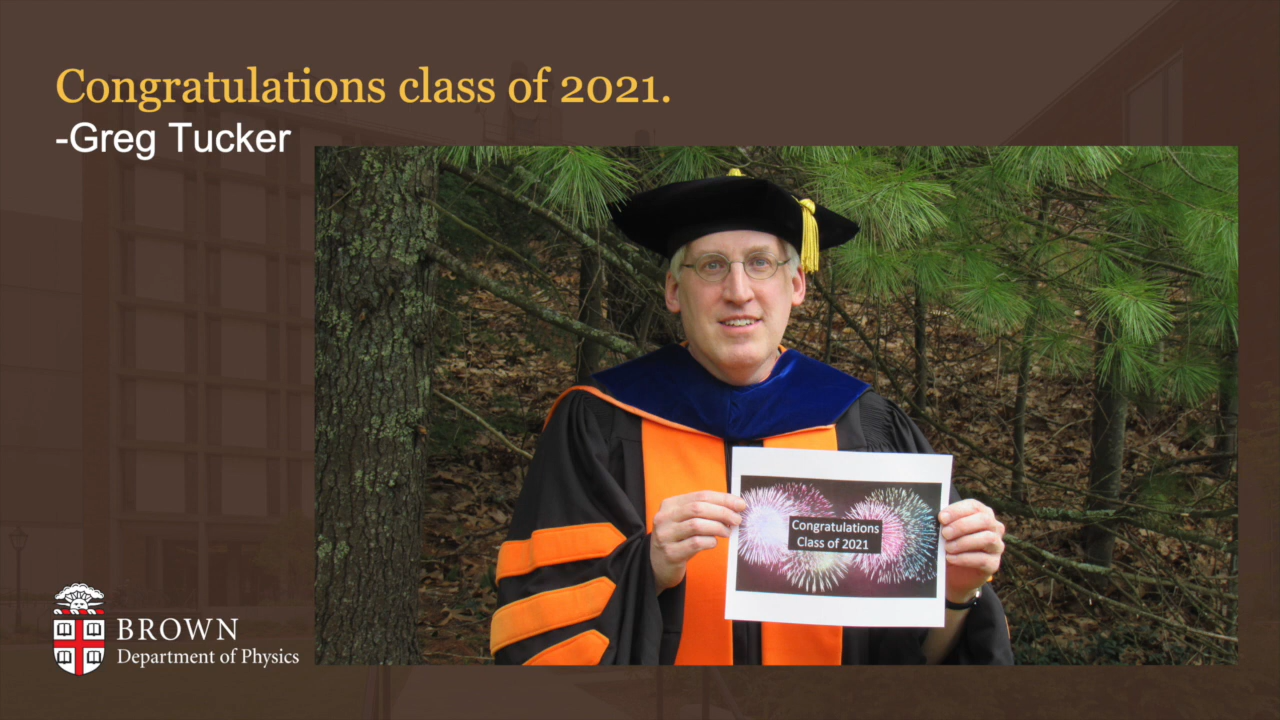 Congratulations class of 2021.
-Greg Tucker
Congratulations
Class of 2021
BROWN
Department of Physics